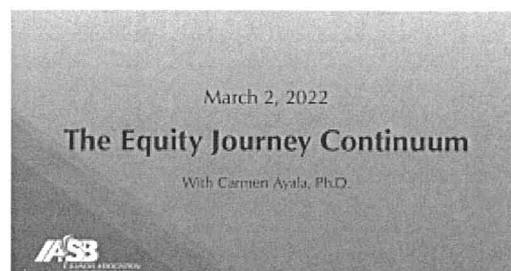 March 2, 2022
The Equity Journey Continuum
With Carmen Ayala, Ph.D.
IASB